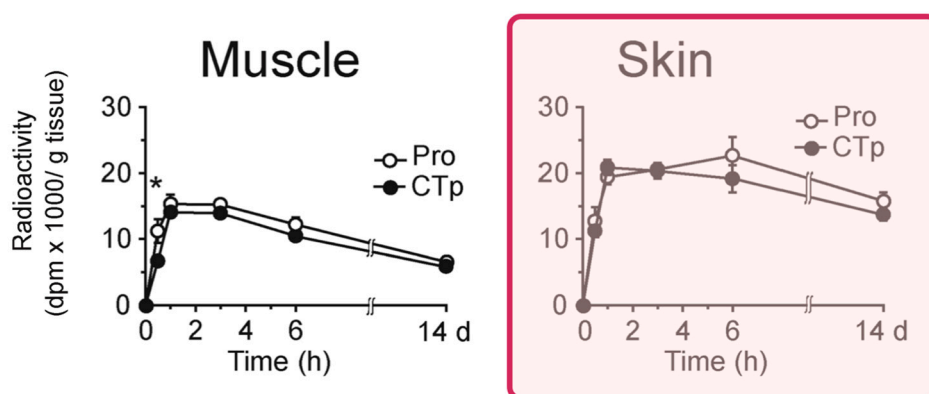 Muscle
Radioactivity
(dpm x 1000/ g tissue)
30
20
10
0
*
Pro
CTp
0 2 4 6 14 d
Time (h)
Skin
30
20
10
0
Pro
CTp
0 2 4 6 14 d
Time (h)